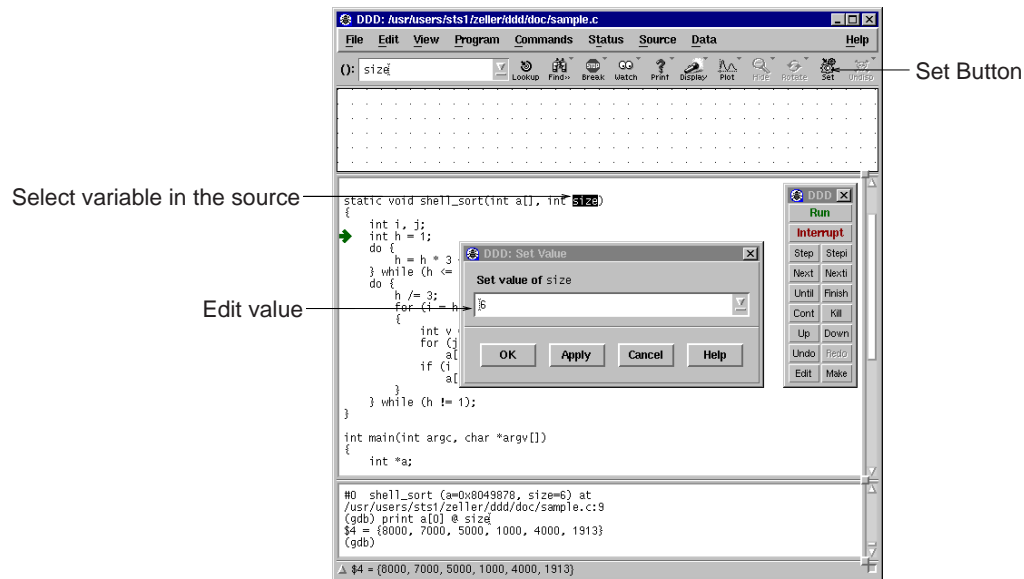 DDD: /usr/users/sts1/zeller/ddd/doc/sample.c
File Edit View Program Commands Status Source Data Help
(): size
Lookup Find>> Break Watch Print Display Plot Hide Rotate Set Undisp
Set Button
Select variable in the source
static void shell_sort(int a[], int size)
{
int i, j;
int h = 1;
do {
h = h * 3
} while (h <=
do {
h /= 3;
for (i = h
{
int v
for (j
a[
if (i
a[
}
} while (h != 1);
}
int main(int argc, char *argv[])
{
int *a;
DDD: Set Value
Set value of size
Edit value
6
OK Apply Cancel Help
DDD
Run
Interrupt
Step Stepi
Next Nexti
Until Finish
Cont Kill
Up Down
Undo Redo
Edit Make
#0 shell_sort (a=0x8049878, size=6) at
/usr/users/sts1/zeller/ddd/doc/sample.c:9
(gdb) print a[0] @ size
$4 = {8000, 7000, 5000, 1000, 4000, 1913}
(gdb)
$4 = {8000, 7000, 5000, 1000, 4000, 1913}